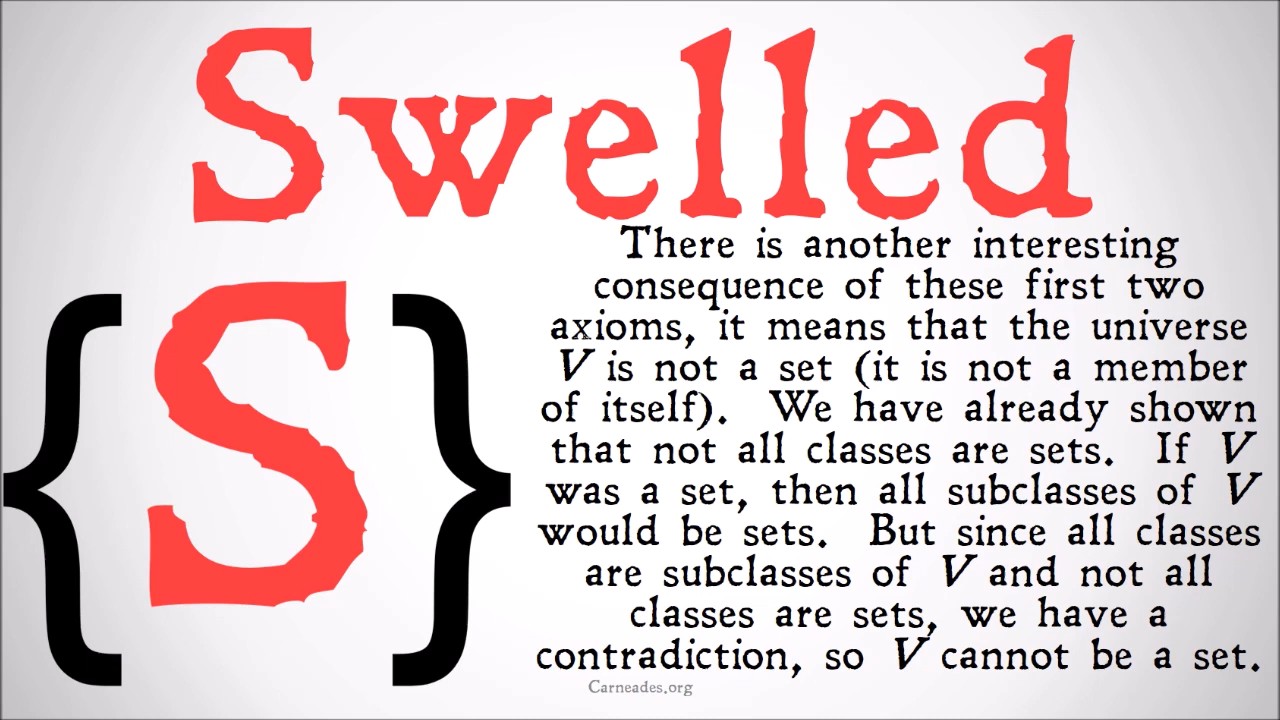 Swelled
{S}
There is another interesting
consequence of these first two
axioms, it means that the universe
V is not a set (it is not a member
of itself). We have already shown
that not all classes are sets. If V
was a set, then all subclasses of V
would be sets. But since all classes
are subclasses of V and not all
classes are sets, we have a
contradiction, so V cannot be a set.
Carneades.org